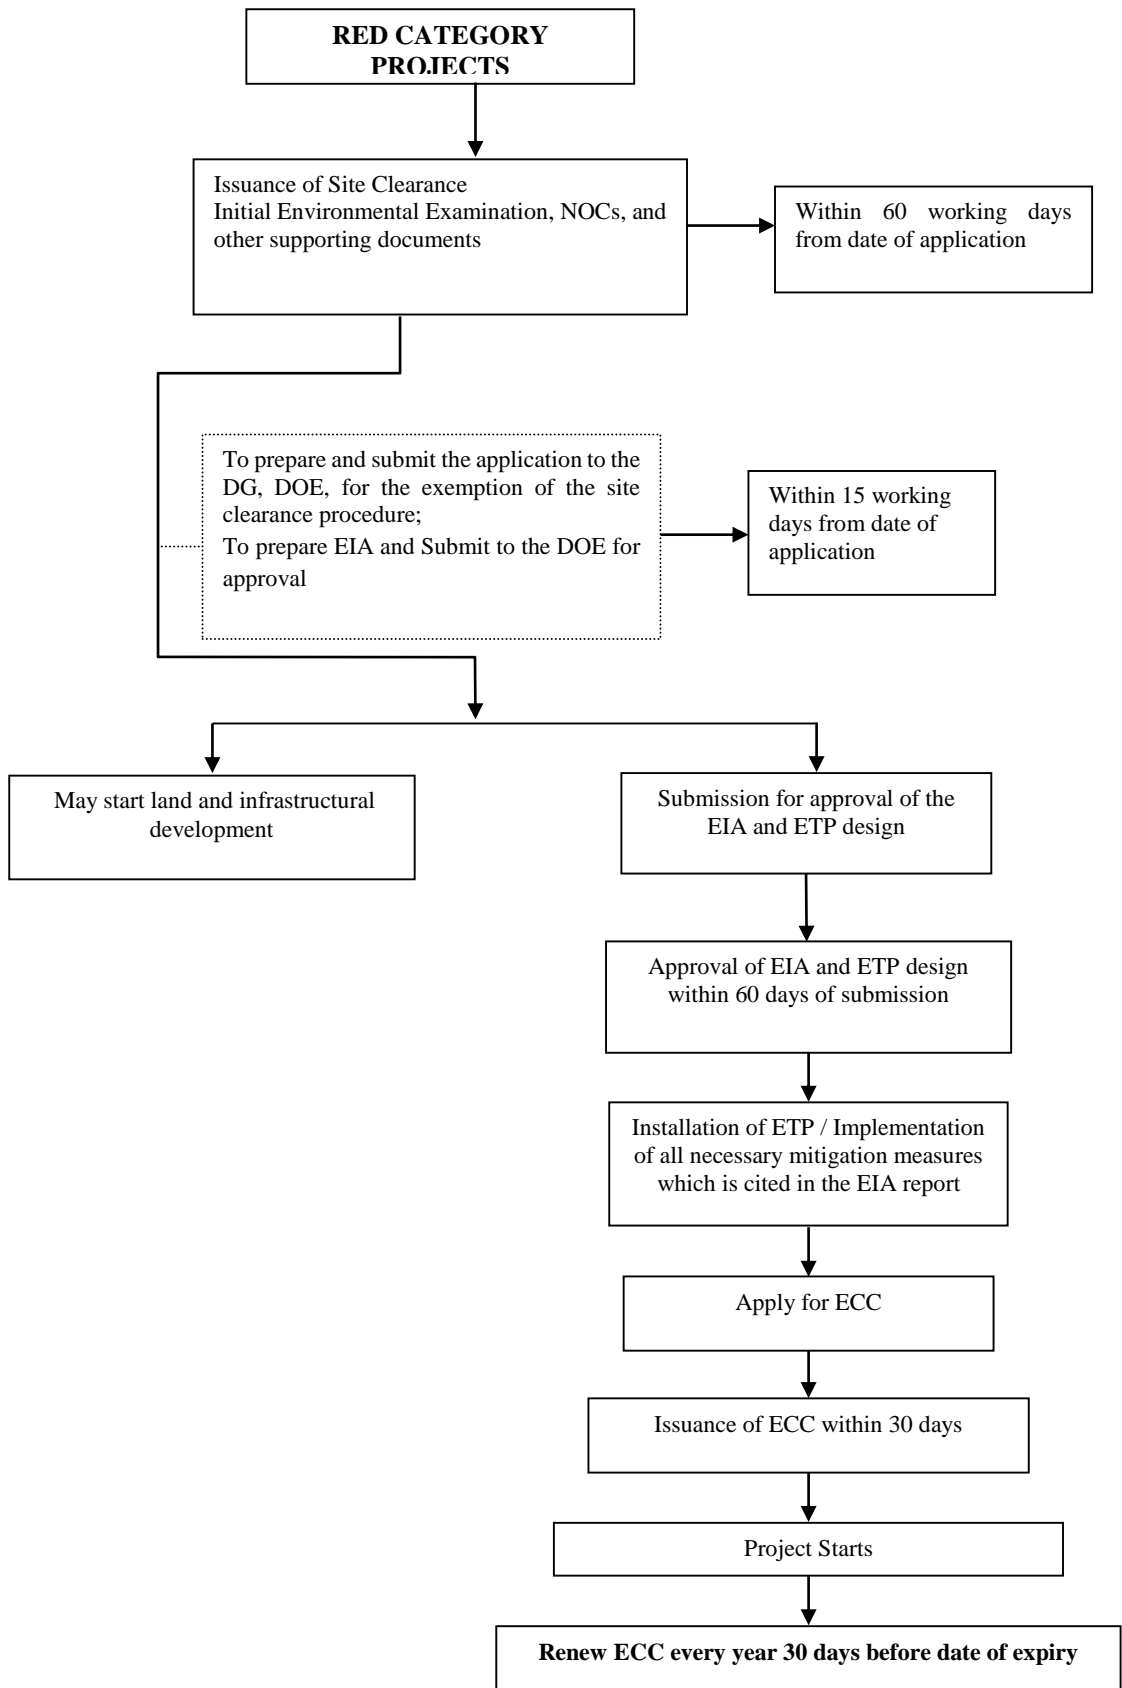 RED CATEGORY
PROJECTS
Issuance of Site Clearance
Initial Environmental Examination, NOCs, and
other supporting documents
Within 60 working days
from date of application
To prepare and submit the application to the
DG, DOE, for the exemption of the site
clearance procedure;
To prepare EIA and Submit to the DOE for
approval
Within 15 working
days from date of
application
May start land and infrastructural
development
Submission for approval of the
EIA and ETP design
Approval of EIA and ETP design
within 60 days of submission
Installation of ETP / Implementation
of all necessary mitigation measures
which is cited in the EIA report
Apply for ECC
Issuance of ECC within 30 days
Project Starts
Renew ECC every year 30 days before date of expiry